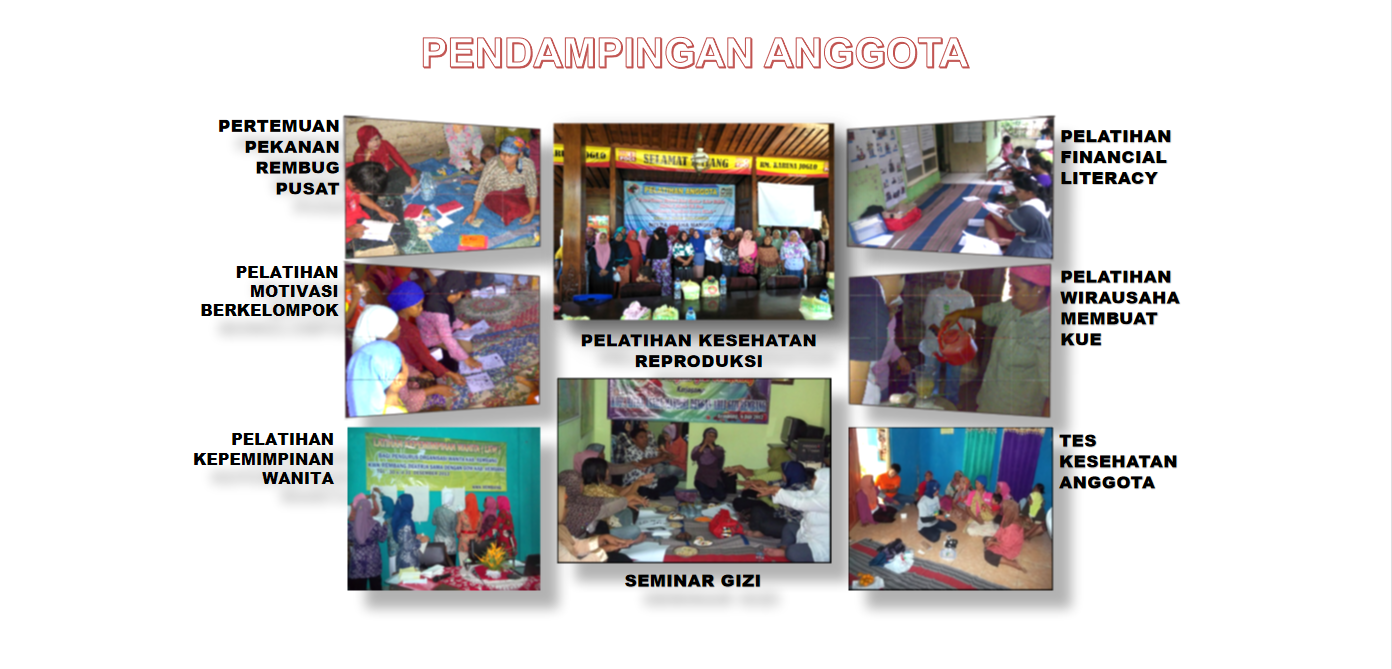 PENDAMPINGAN ANGGOTA
PERTEMUAN
PEKANAN
REMBUG
PUSAT
SELAMAT
PELATIHAN ANGGOTA
PELATIHAN
FINANCIAL
LITERACY
PELATIHAN
MOTIVASI
BERKELOMPOK
PELATIHAN KESEHATAN
REPRODUKSI
PELATIHAN
WIRAUSAHA
MEMBUAT
KUE
PELATIHAN
KEPEMIMPINAN
WANITA
SEMINAR GIZI
TES
KESEHATAN
ANGGOTA